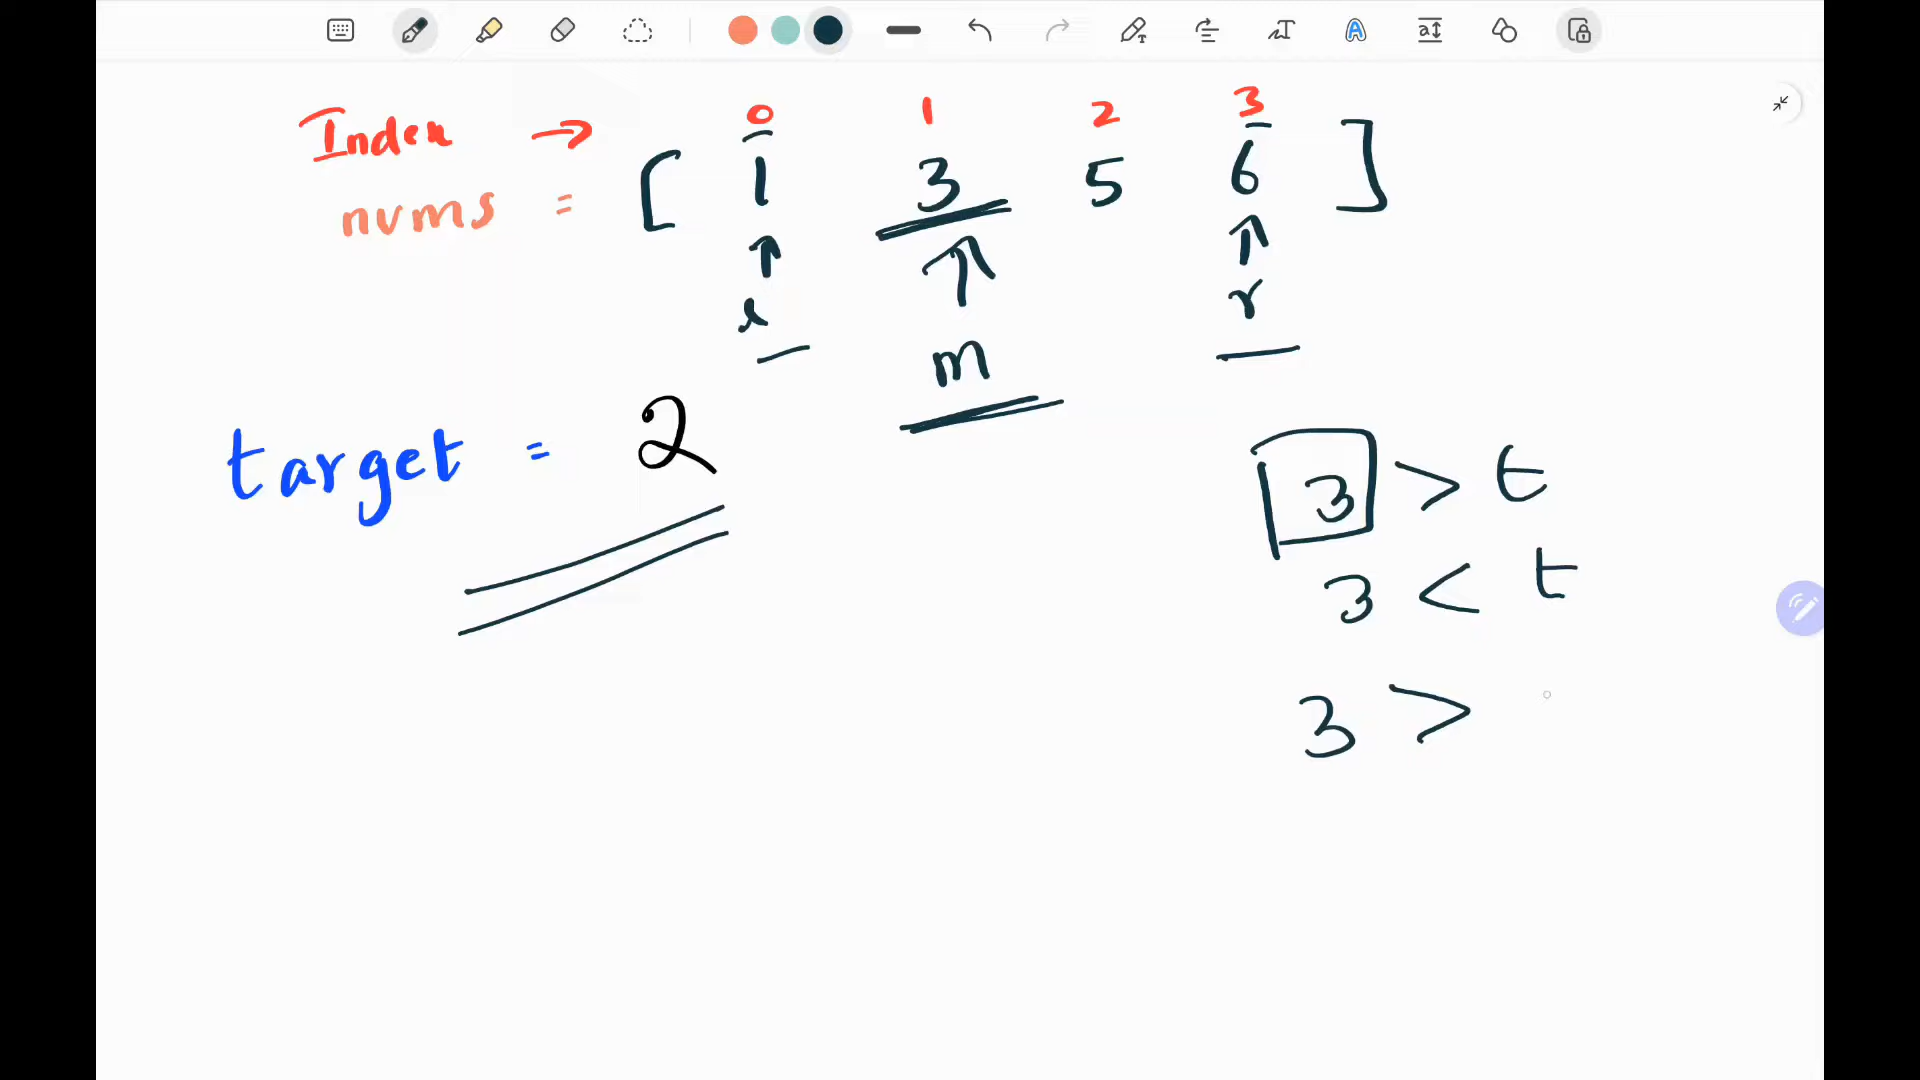 Index → 0 1 2 3
nums = [ 1 3 5 6 ]
l m r
target = 2
3 > t
3 < t
3 >